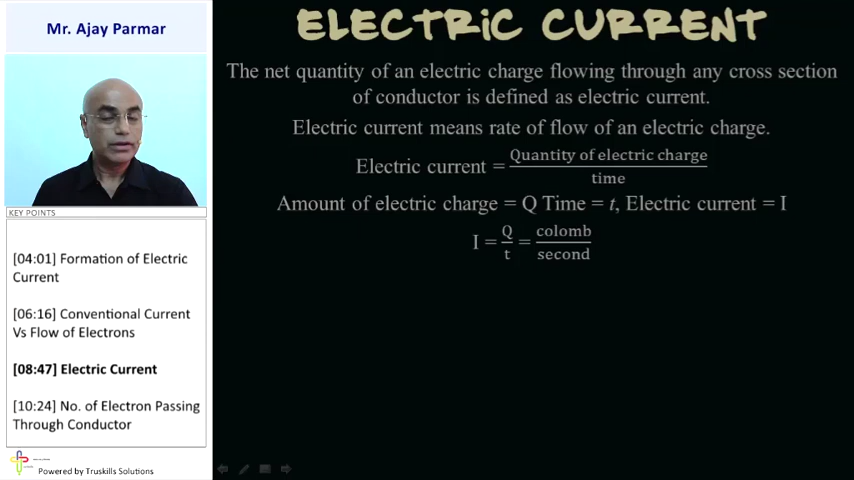 Mr. Ajay Parmar
ELECTRIC CURRENT
The net quantity of an electric charge flowing through any cross section
of conductor is defined as electric current.
Electric current means rate of flow of an electric charge.
Electric current = Quantity of electric charge / time
Amount of electric charge = Q Time = t, Electric current = I
I = Q / t = colomb / second
KEY POINTS
[04:01] Formation of Electric
Current
[06:16] Conventional Current
Vs Flow of Electrons
[08:47] Electric Current
[10:24] No. of Electron Passing
Through Conductor
Powered by Truskills Solutions